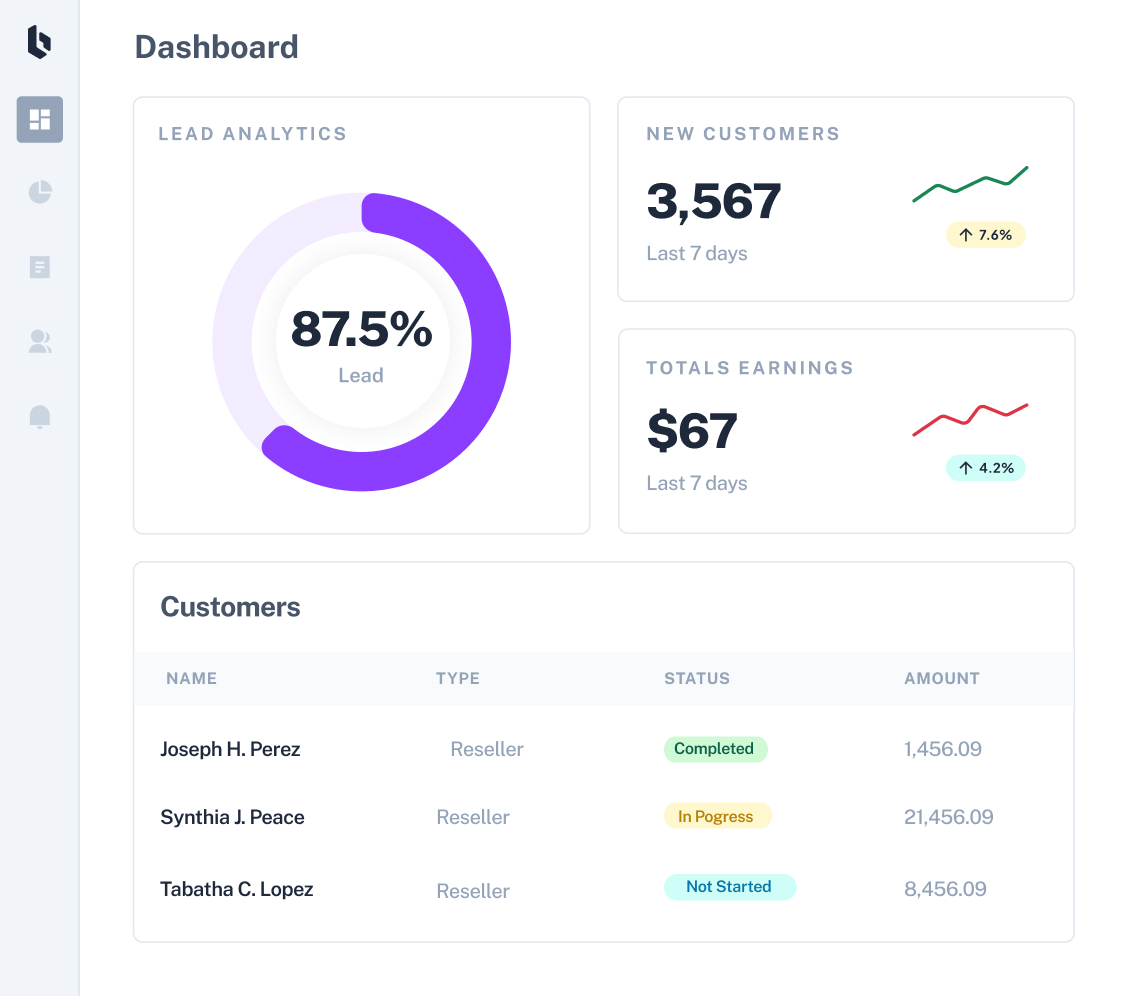 Dashboard
LEAD ANALYTICS
87.5%
Lead
NEW CUSTOMERS
3,567
Last 7 days
7.6%
TOTALS EARNINGS
$67
Last 7 days
4.2%
Customers
NAME TYPE STATUS AMOUNT
Joseph H. Perez Reseller Completed 1,456.09
Synthia J. Peace Reseller In Pogress 21,456.09
Tabatha C. Lopez Reseller Not Started 8,456.09